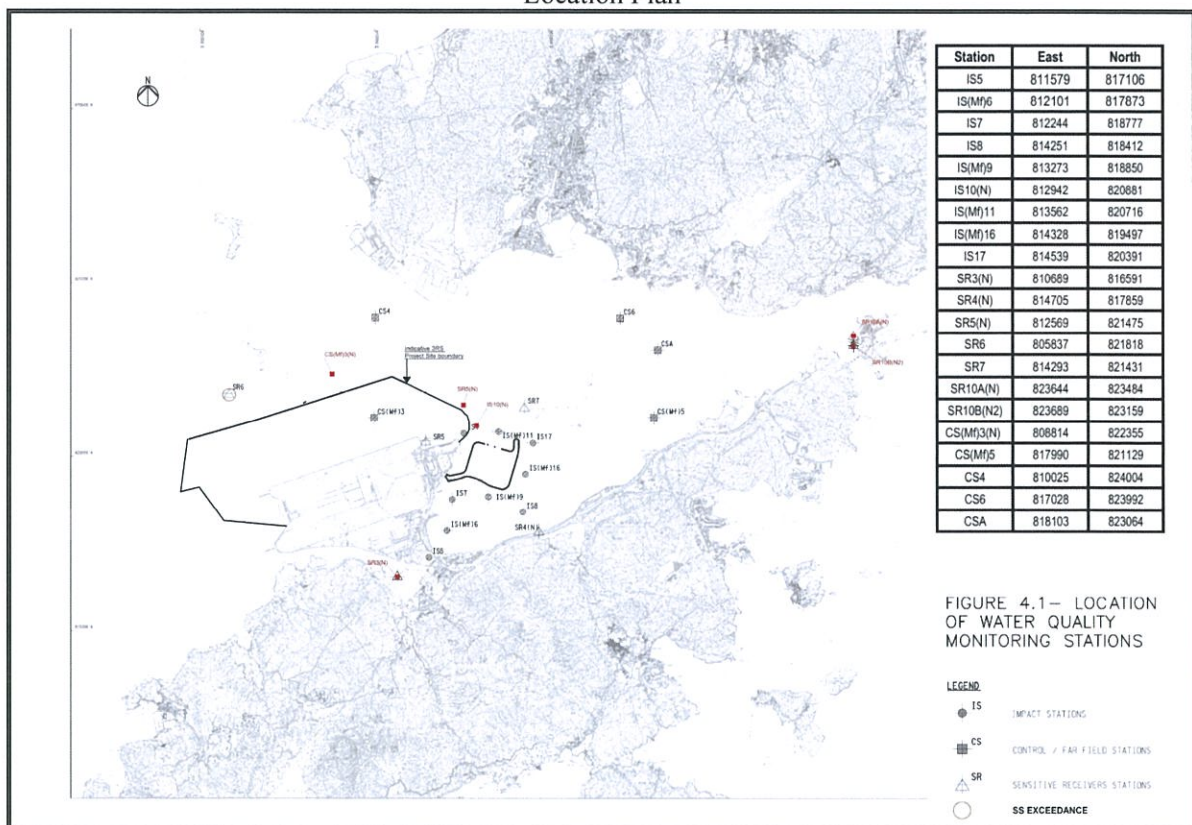 Location Plan
N
Station East North
IS5 811579 817106
IS(Mf)6 812101 817873
IS7 812244 818777
IS8 814251 818412
IS(Mf)9 813273 818850
IS10(N) 812942 820881
IS(Mf)11 813562 820716
IS(Mf)16 814328 819497
IS17 814539 820391
SR3(N) 810689 816591
SR4(N) 814705 817859
SR5(N) 812569 821475
SR6 805837 821818
SR7 814293 821431
SR10A(N) 823644 823484
SR10B(N2) 823689 823159
CS(Mf)3(N) 808814 822355
CS(Mf)5 817990 821129
CS4 810025 824004
CS6 817028 823992
CSA 818103 823064
CS4
CS6
CSA
SR10A(N)
SR10B(N2)
CS(Mf)3(N)
Indicative 3RS
Project Site boundary
SR6
CS(Mf)3
SR5(N)
IS10(N)
SR7
CS(Mf)5
SR5
IS(Mf)11
IS17
IS(Mf)16
IS7
IS(Mf)9
IS8
IS(Mf)6
SR4(N)
IS5
SR3(N)
FIGURE 4.1– LOCATION
OF WATER QUALITY
MONITORING STATIONS
LEGEND
IS IMPACT STATIONS
CS CONTROL / FAR FIELD STATIONS
SR SENSITIVE RECEIVERS STATIONS
SS EXCEEDANCE